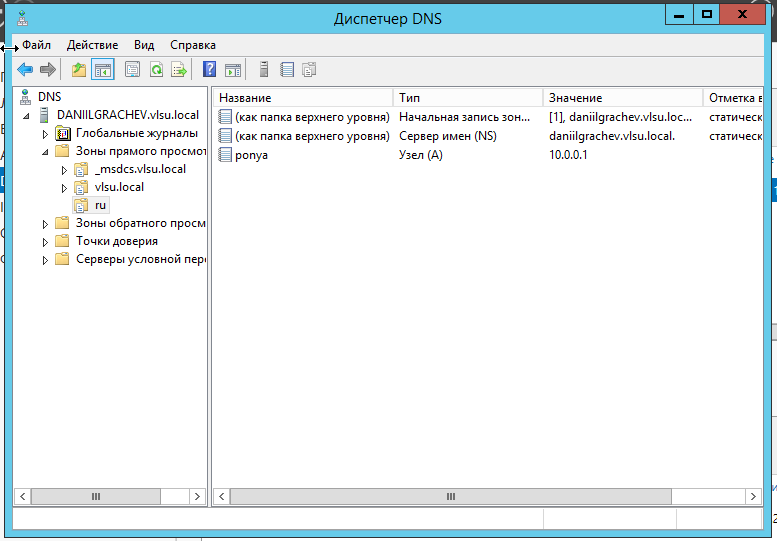 Диспетчер DNS
Файл Действие Вид Справка
DNS
DANIILGRACHEV.vlsu.local
Глобальные журналы
Зоны прямого просмот
_msdcs.vlsu.local
vlsu.local
ru
Зоны обратного просм
Точки доверия
Серверы условной пер
Название Тип Значение Отметка в
(как папка верхнего уровня) Начальная запись зон... [1], daniilgrachev.vlsu.loc... статическ
(как папка верхнего уровня) Сервер имен (NS) daniilgrachev.vlsu.local. статическ
ponya Узел (A) 10.0.0.1